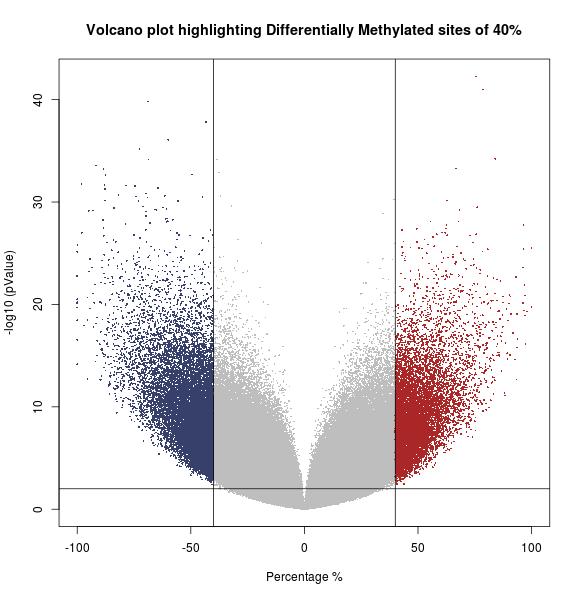 Volcano plot highlighting Differentially Methylated sites of 40%
40
30
20
10
0
-log10 (pValue)
-100 -50 0 50 100
Percentage %